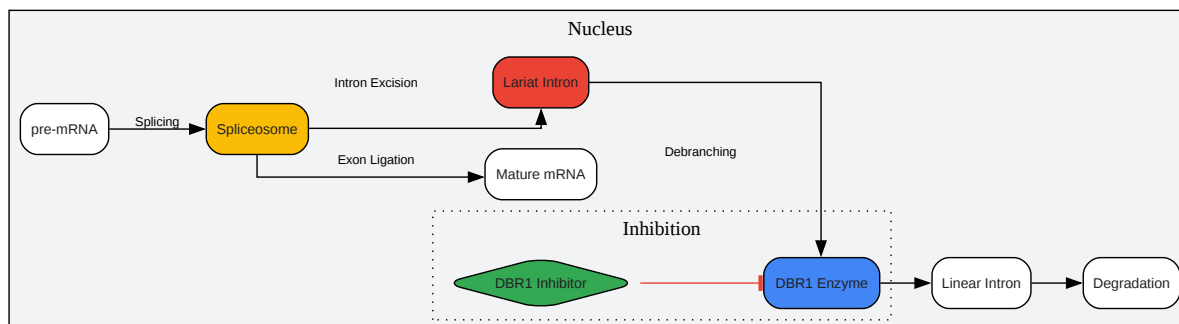 Nucleus
Intron Excision
Lariat Intron
pre-mRNA
Splicing
Spliceosome
Exon Ligation
Mature mRNA
Debranching
Inhibition
DBR1 Inhibitor
DBR1 Enzyme
Linear Intron
Degradation